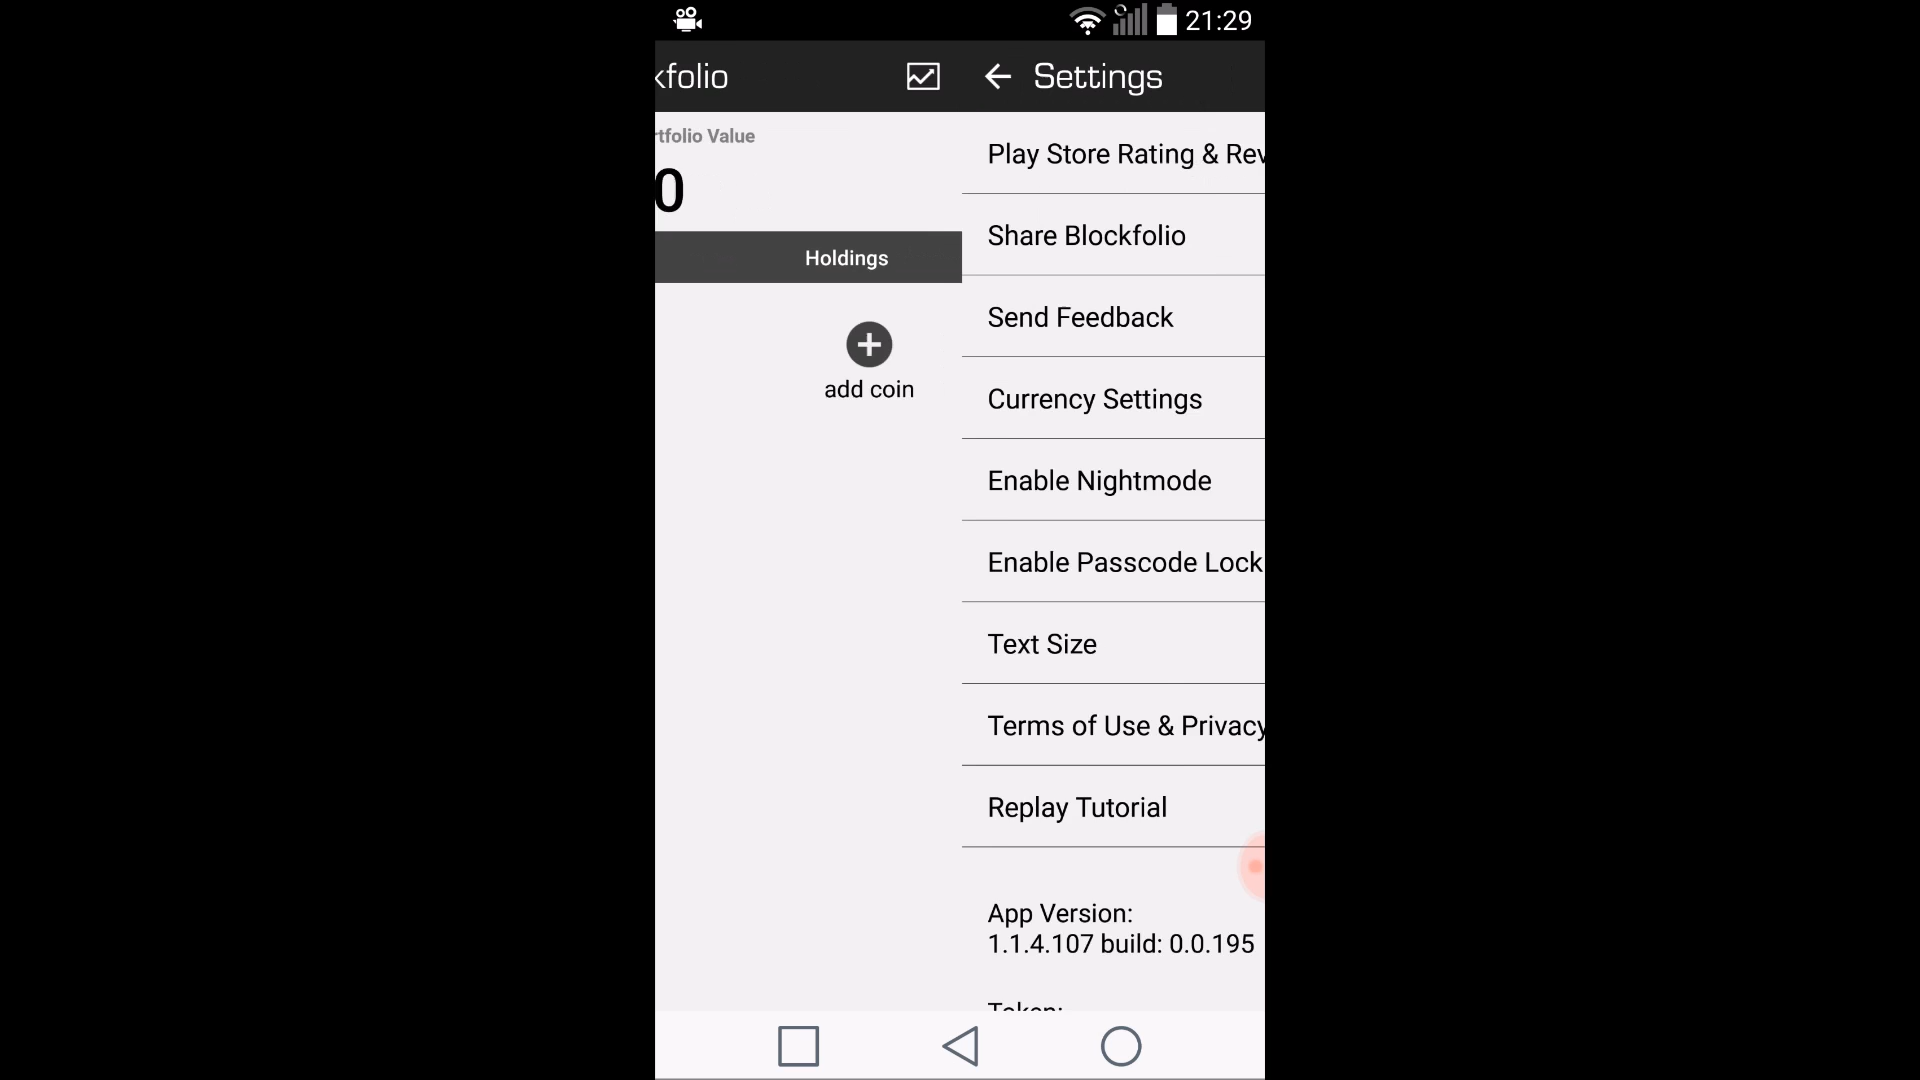 21:29
kfolio
Settings
rtfolio Value
0
Holdings
add coin
Play Store Rating & Rev
Share Blockfolio
Send Feedback
Currency Settings
Enable Nightmode
Enable Passcode Lock
Text Size
Terms of Use & Privacy
Replay Tutorial
App Version:
1.1.4.107 build: 0.0.195
Token: